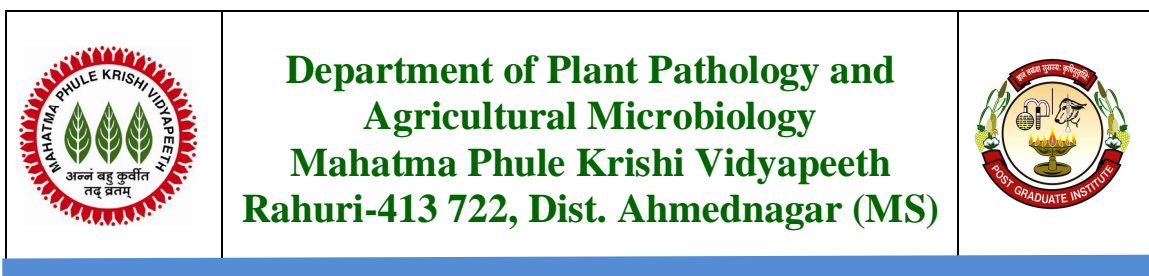 MAHATMA PHULE KRISHI VIDYAPEETH
अन्नं बहु कुर्वीत
तद् व्रतम्
Department of Plant Pathology and
Agricultural Microbiology
Mahatma Phule Krishi Vidyapeeth
Rahuri-413 722, Dist. Ahmednagar (MS)
POST GRADUATE INSTITUTE